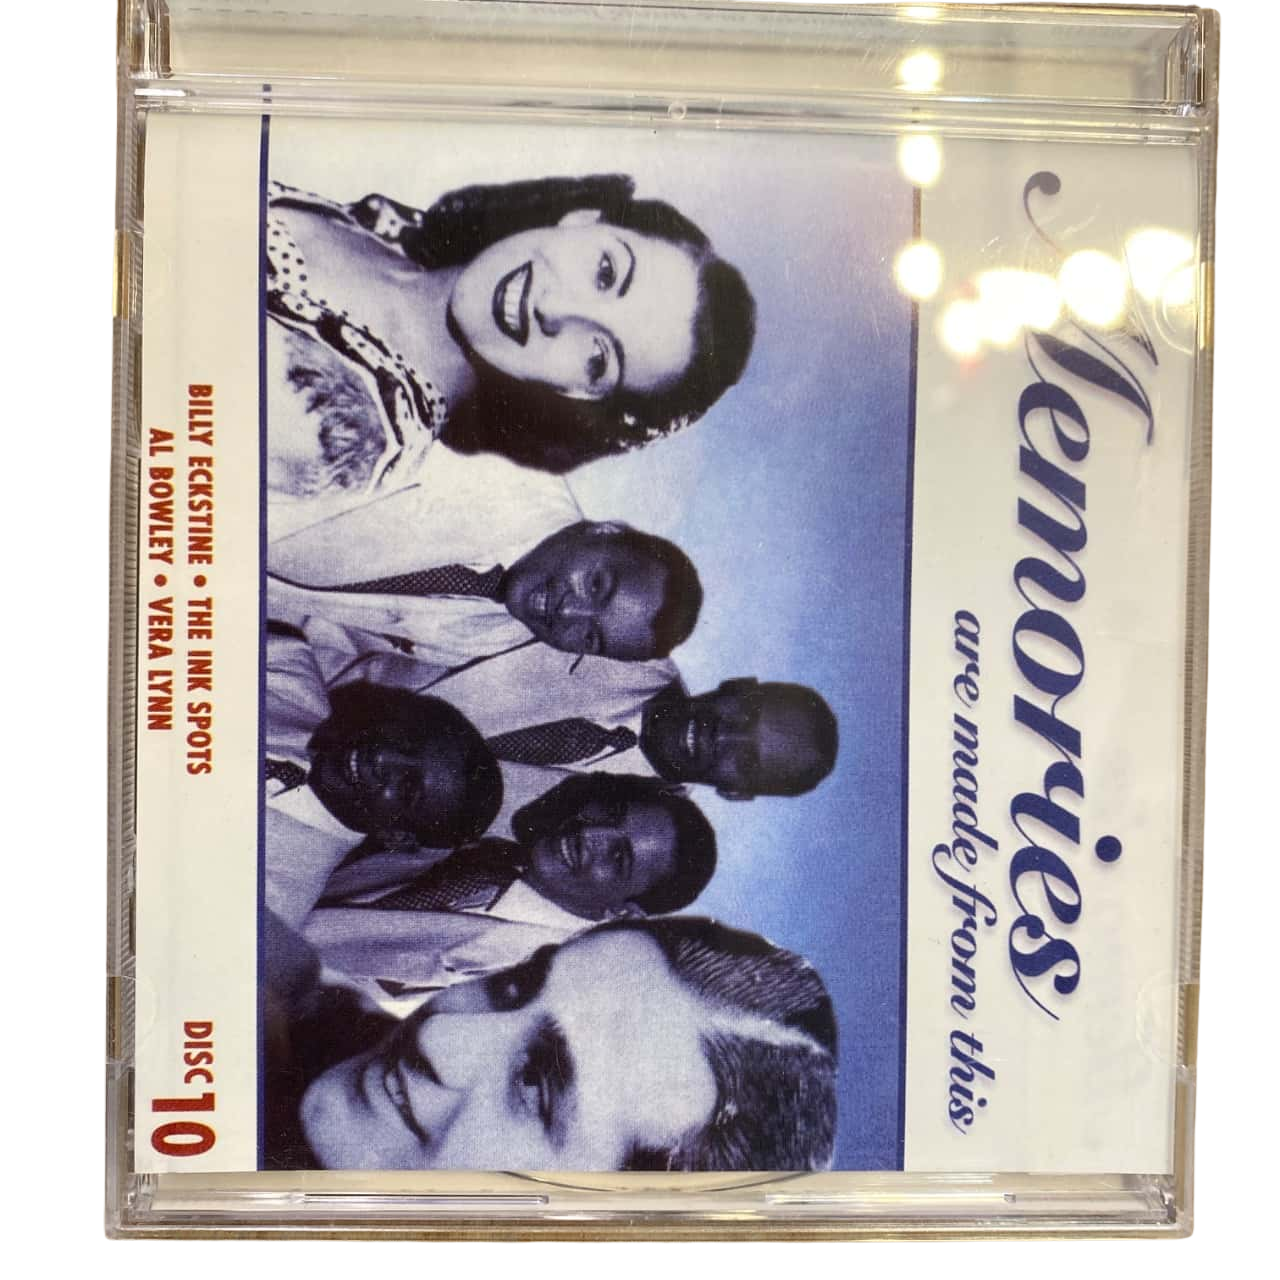 Memories
are made from this
BILLY ECKSTINE • THE INK SPOTS
AL BOWLEY • VERA LYNN
DISC 10